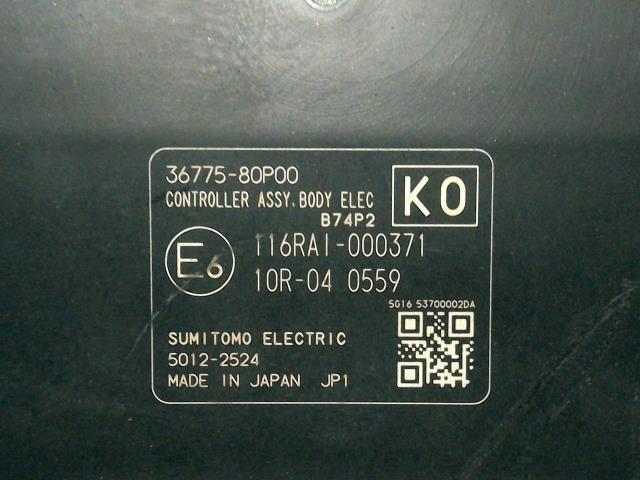 36775-80P00
CONTROLLER ASSY,BODY ELEC
B74P2
K0
E6
116RAI-000371
10R-04 0559
5G16 53700002DA
SUMITOMO ELECTRIC
5012-2524
MADE IN JAPAN JP1